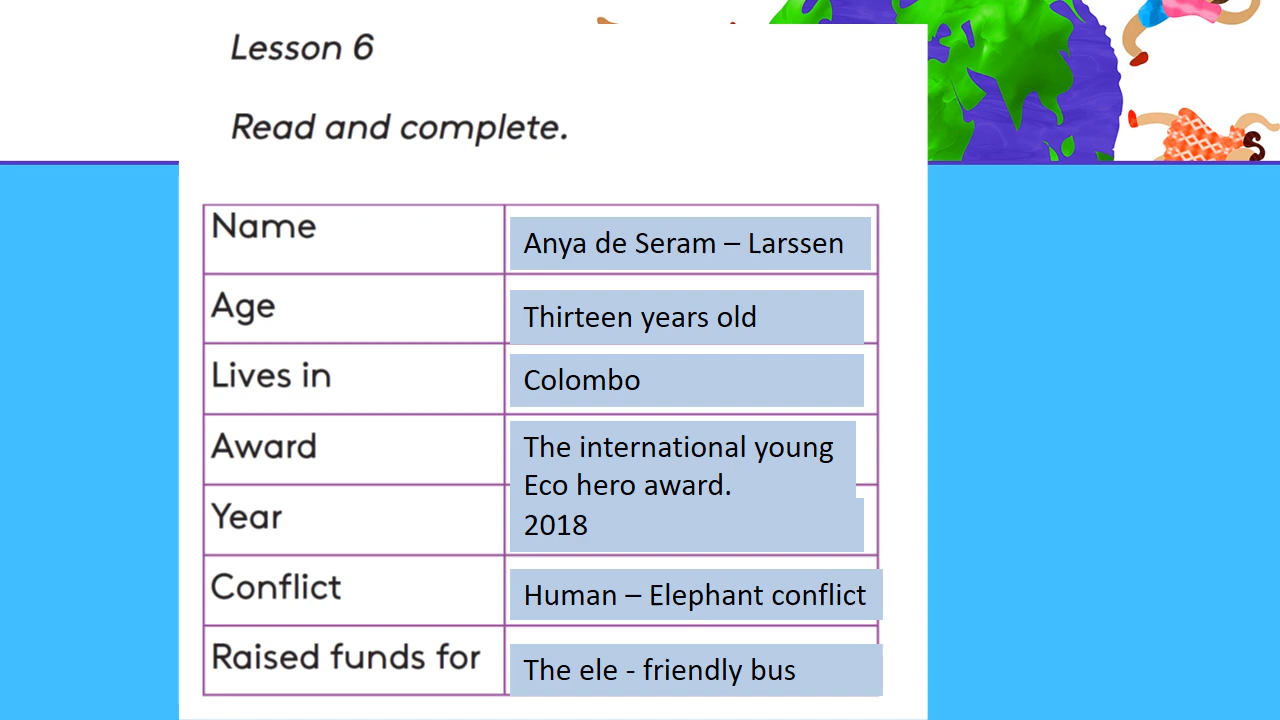 Lesson 6
Read and complete.
Name
Anya de Seram – Larssen
Age
Thirteen years old
Lives in
Colombo
Award
The international young
Eco hero award.
Year
2018
Conflict
Human – Elephant conflict
Raised funds for
The ele - friendly bus